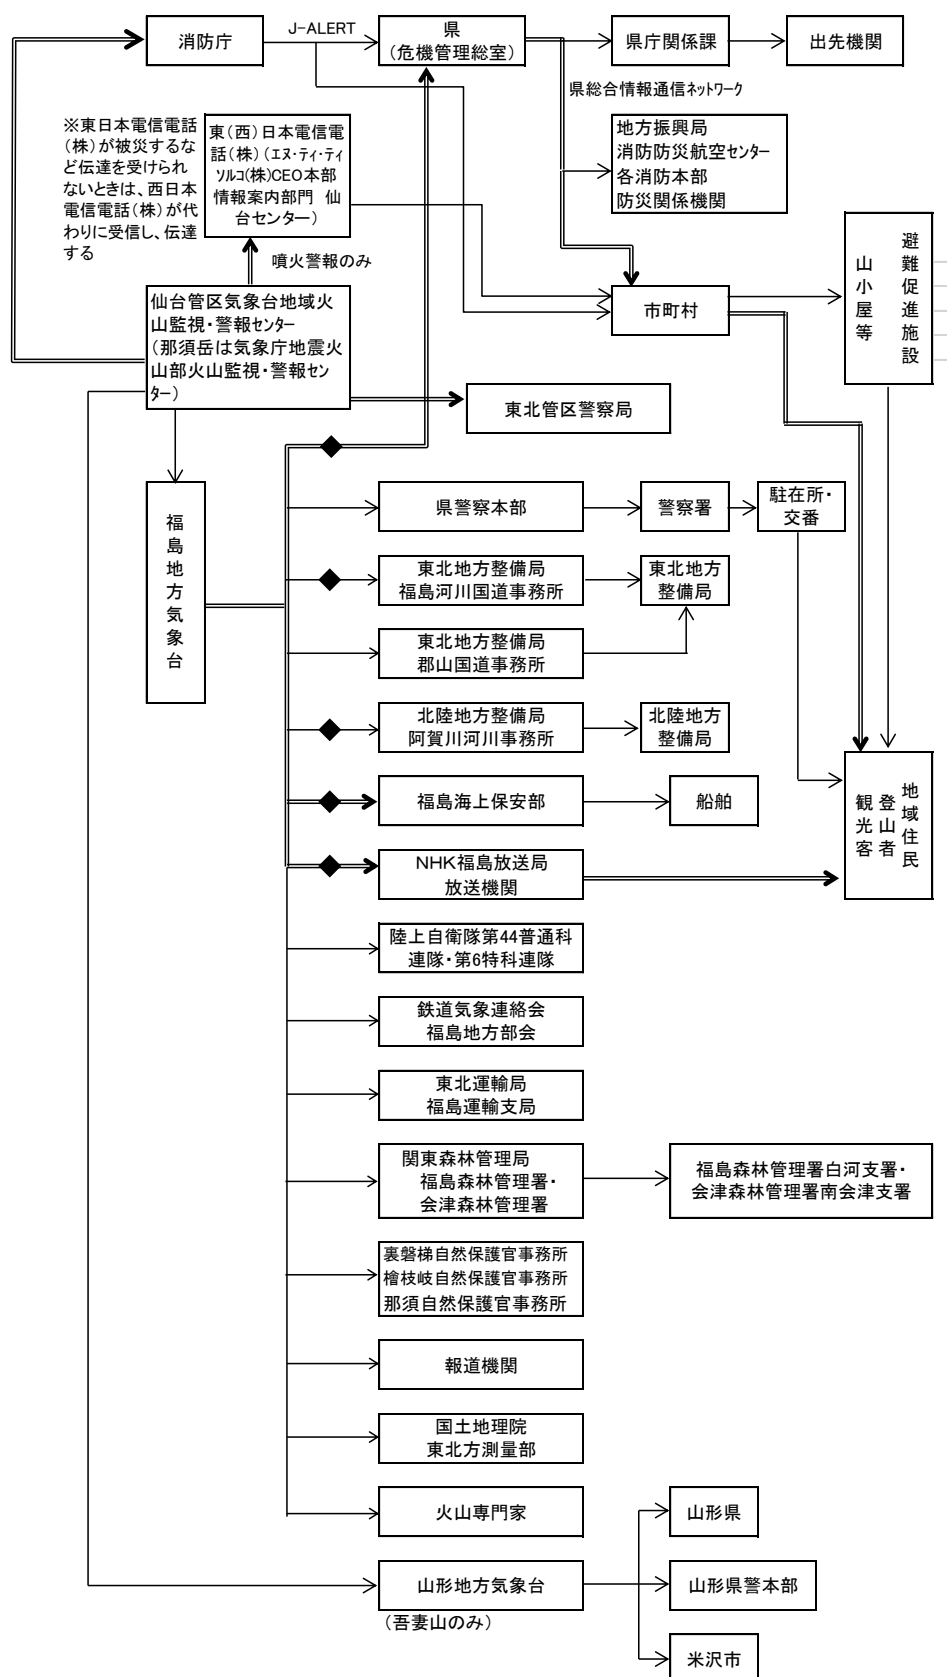 消防庁
J-ALERT
県
(危機管理総室)
県庁関係課
出先機関
県総合情報通信ネットワーク
※東日本電信電話
(株)が被災するな
ど伝達を受けられ
ないときは、西日本
電信電話(株)が代
わりに受信し、伝達
する
東(西)日本電信電
話(株)(エヌ・ティ・ティ
ソルコ(株)CEO本部
情報案内部門 仙
台センター)
地方振興局
消防防災航空センター
各消防本部
防災関係機関
噴火警報のみ
仙台管区気象台地域火
山監視・警報センター
(那須岳は気象庁地震火
山部火山監視・警報セン
ター)
市町村
避難促進施設
山小屋等
東北管区警察局
福島地方気象台
県警察本部
警察署
駐在所・
交番
東北地方整備局
福島河川国道事務所
東北地方
整備局
東北地方整備局
郡山国道事務所
北陸地方整備局
阿賀川河川事務所
北陸地方
整備局
福島海上保安部
船舶
地域住民
登山者
観光客
NHK福島放送局
放送機関
陸上自衛隊第44普通科
連隊・第6特科連隊
鉄道気象連絡会
福島地方部会
東北運輸局
福島運輸支局
関東森林管理局
福島森林管理署・
会津森林管理署
福島森林管理署白河支署・
会津森林管理署南会津支署
裏磐梯自然保護官事務所
檜枝岐自然保護官事務所
那須自然保護官事務所
報道機関
国土地理院
東北方測量部
火山専門家
山形県
山形地方気象台
(吾妻山のみ)
山形県警本部
米沢市